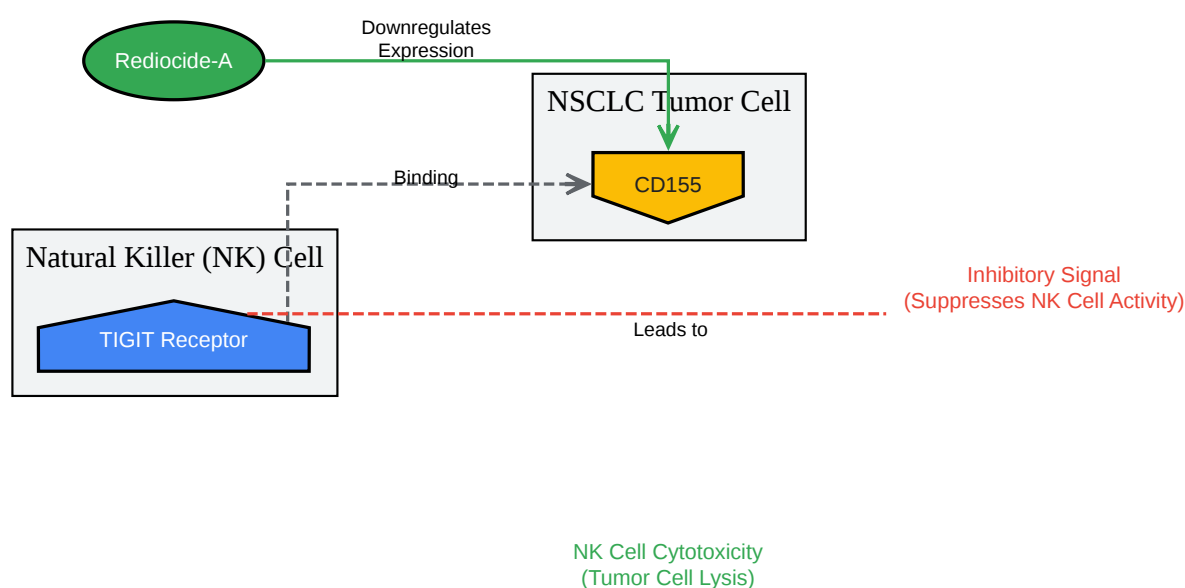 Downregulates
Expression
Rediocide-A
NSCLC Tumor Cell
CD155
Binding
Natural Killer (NK) Cell
TIGIT Receptor
Inhibitory Signal
(Suppresses NK Cell Activity)
Leads to
NK Cell Cytotoxicity
(Tumor Cell Lysis)